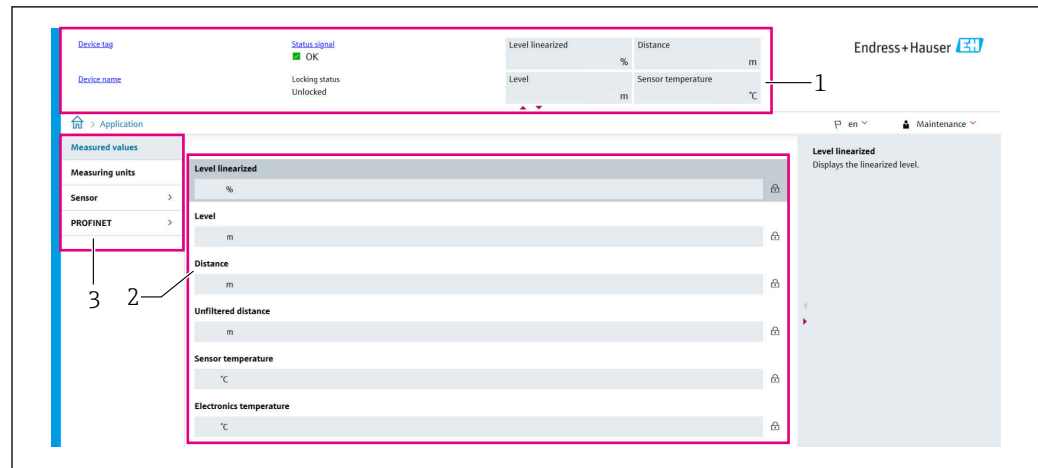 Device tag
Status signal
OK
Level linearized
%
Distance
m
Endress+Hauser EH
Device name
Locking status
Unlocked
Level
m
Sensor temperature
°C
1
> Application
en
Maintenance
Measured values
Measuring units
Sensor >
PROFINET >
3
2
Level linearized
%
Level
m
Distance
m
Unfiltered distance
m
Sensor temperature
°C
Electronics temperature
°C
Level linearized
Displays the linearized level.